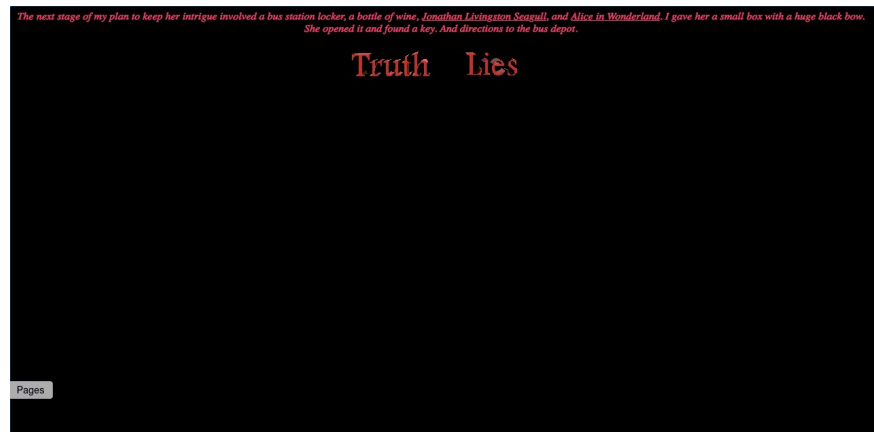 The next stage of my plan to keep her intrigue involved a bus station locker, a bottle of wine, Jonathan Livingston Seagull, and Alice in Wonderland. I gave her a small box with a huge black bow.
She opened it and found a key. And directions to the bus depot.
Truth Lies
Pages